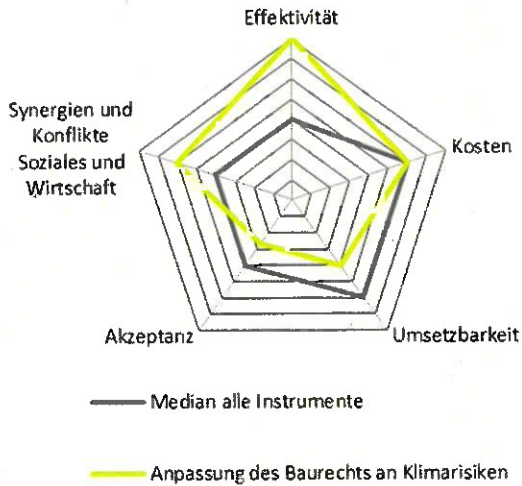 Effektivität
Synergien und
Konflikte
Soziales und
Wirtschaft
Kosten
Akzeptanz
Umsetzbarkeit
Median alle Instrumente
Anpassung des Baurechts an Klimarisiken